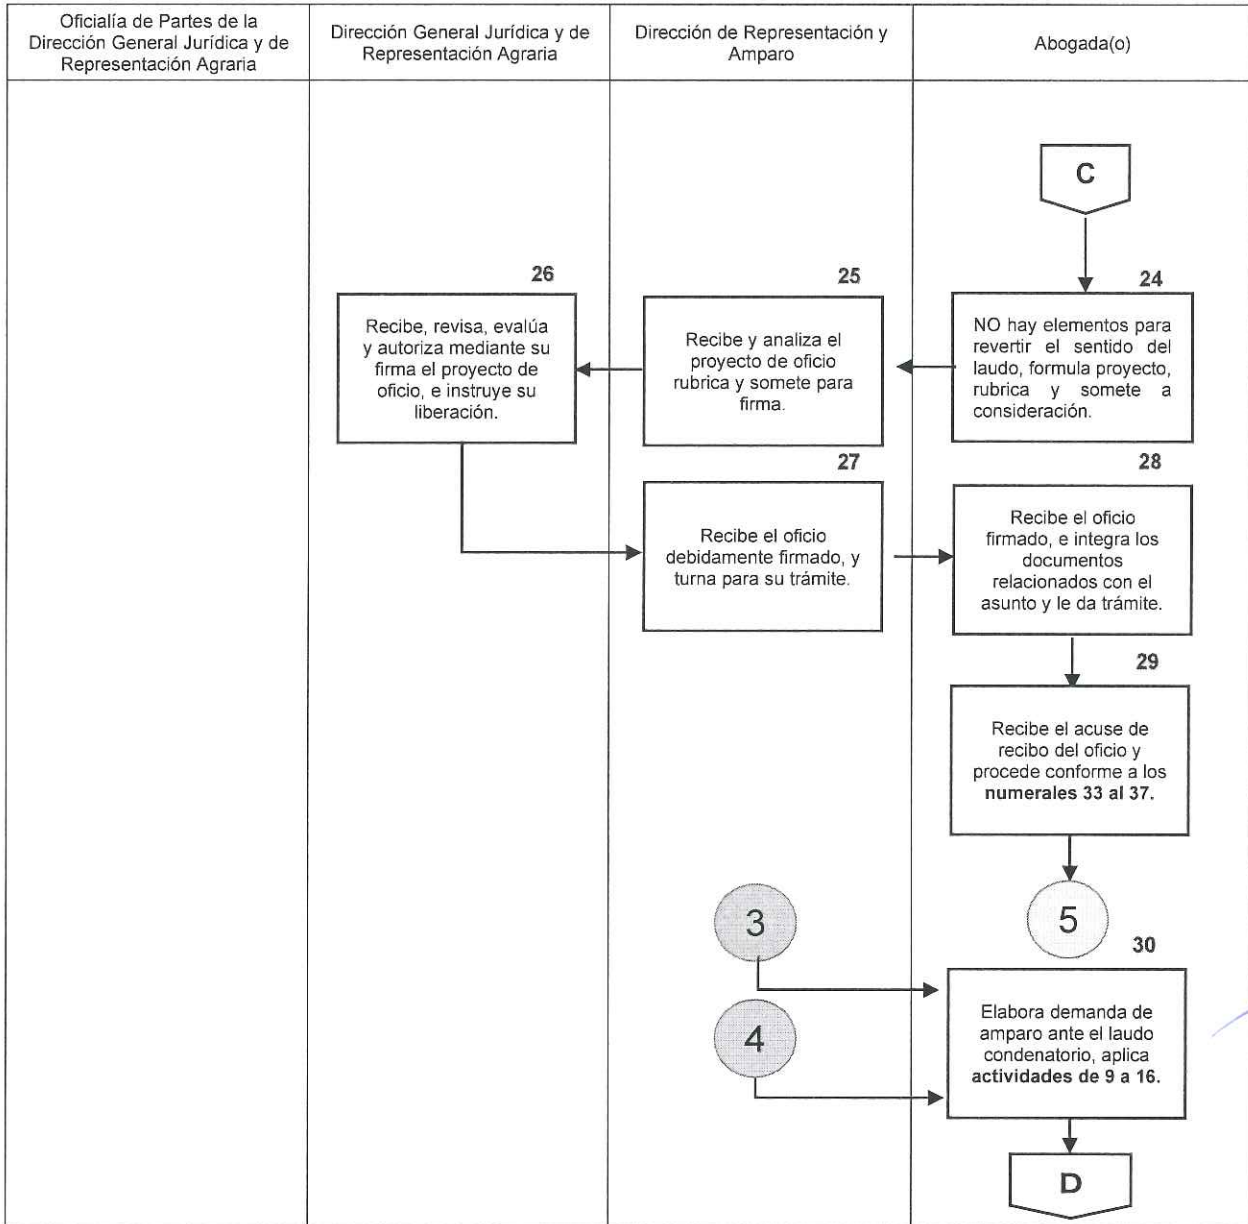 Oficialía de Partes de la
Dirección General Jurídica y de
Representación Agraria
Dirección General Jurídica y de
Representación Agraria
Dirección de Representación y
Amparo
Abogada(o)
C
24
NO hay elementos para
revertir el sentido del
laudo, formula proyecto,
rubrica y somete a
consideración.
25
Recibe y analiza el
proyecto de oficio
rubrica y somete para
firma.
26
Recibe, revisa, evalúa
y autoriza mediante su
firma el proyecto de
oficio, e instruye su
liberación.
27
Recibe el oficio
debidamente firmado, y
turna para su trámite.
28
Recibe el oficio
firmado, e integra los
documentos
relacionados con el
asunto y le da trámite.
29
Recibe el acuse de
recibo del oficio y
procede conforme a los
numerales 33 al 37.
3
5
4
30
Elabora demanda de
amparo ante el laudo
condenatorio, aplica
actividades de 9 a 16.
D